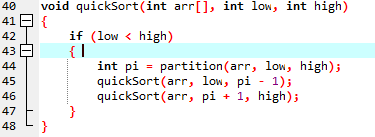 40 void quickSort(int arr[], int low, int high)
41 {
42     if (low < high)
43     {
44         int pi = partition(arr, low, high);
45         quickSort(arr, low, pi - 1);
46         quickSort(arr, pi + 1, high);
47     }
48 }